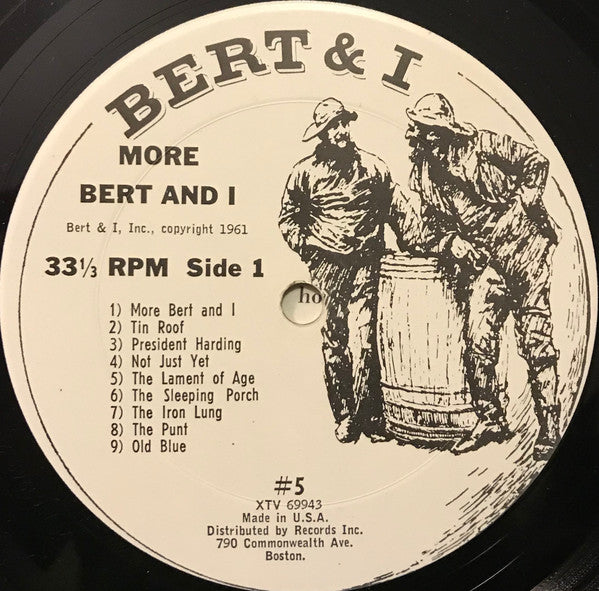 BERT & I
MORE
BERT AND I
Bert & I, Inc., copyright 1961
33⅓ RPM Side 1
ho
1) More Bert and I
2) Tin Roof
3) President Harding
4) Not Just Yet
5) The Lament of Age
6) The Sleeping Porch
7) The Iron Lung
8) The Punt
9) Old Blue
#5
XTV 69943
Made in U.S.A.
Distributed by Records Inc.
790 Commonwealth Ave.
Boston.